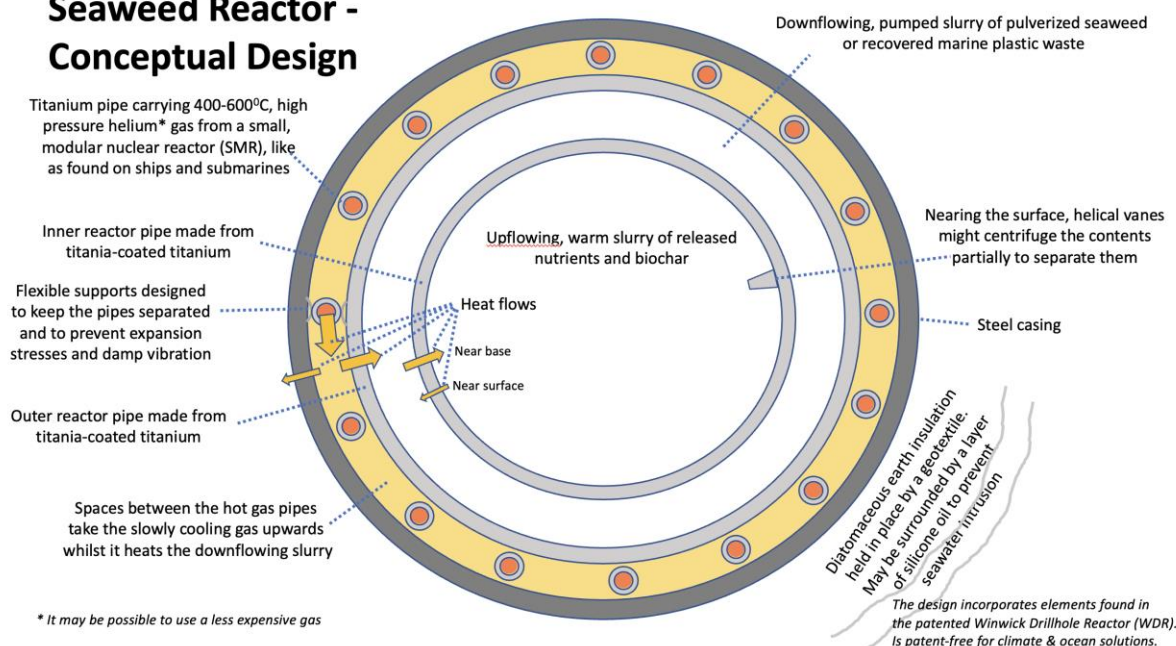 Seaweed Reactor -
Conceptual Design
Titanium pipe carrying 400-600⁰C, high
pressure helium* gas from a small,
modular nuclear reactor (SMR), like
as found on ships and submarines
Inner reactor pipe made from
titania-coated titanium
Flexible supports designed
to keep the pipes separated
and to prevent expansion
stresses and damp vibration
Outer reactor pipe made from
titania-coated titanium
Spaces between the hot gas pipes
take the slowly cooling gas upwards
whilst it heats the downflowing slurry
* It may be possible to use a less expensive gas
Upflowing, warm slurry of released
nutrients and biochar
Heat flows
Near base
Near surface
Downflowing, pumped slurry of pulverized seaweed
or recovered marine plastic waste
Nearing the surface, helical vanes
might centrifuge the contents
partially to separate them
Steel casing
Diatomaceous earth insulation
held in place by a geotextile.
May be surrounded by a layer
of silicone oil to prevent
seawater intrusion
The design incorporates elements found in
the patented Winwick Drillhole Reactor (WDR).
Is patent-free for climate & ocean solutions.